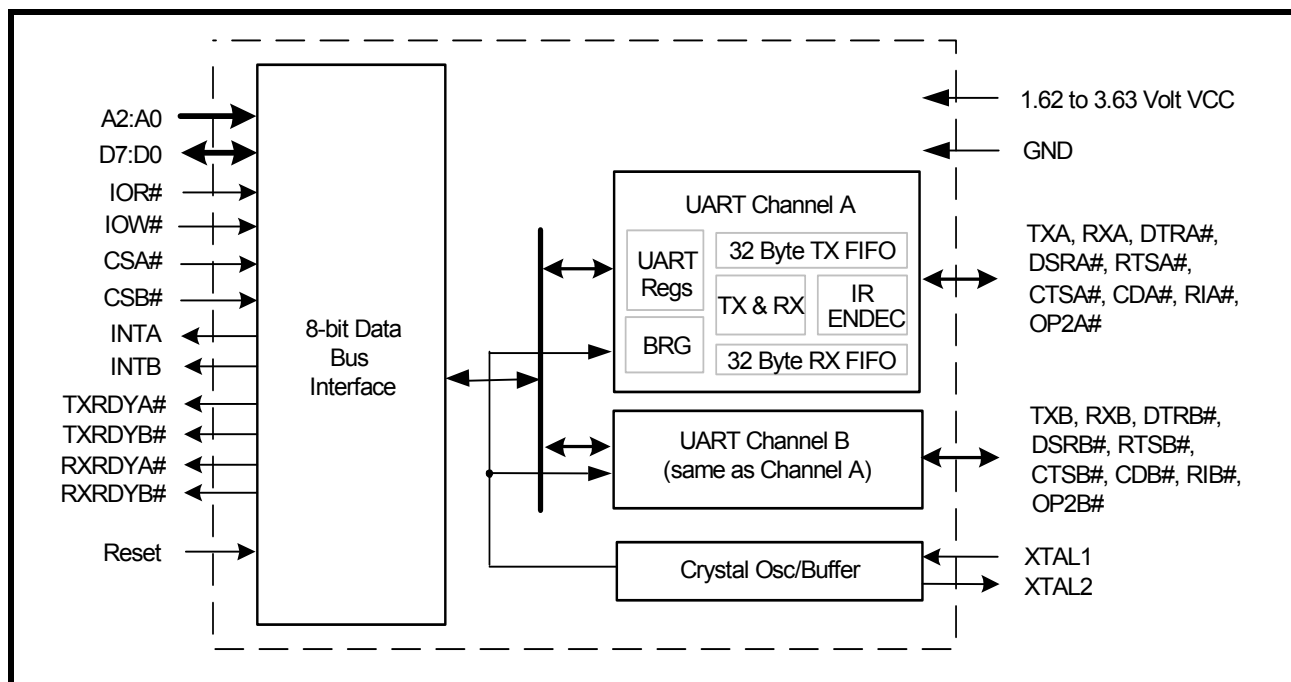 A2:A0
D7:D0
IOR#
IOW#
CSA#
CSB#
INTA
INTB
TXRDYA#
TXRDYB#
RXRDYA#
RXRDYB#
Reset
8-bit Data
Bus
Interface
UART Channel A
UART
Regs
BRG
32 Byte TX FIFO
TX & RX
IR
ENDEC
32 Byte RX FIFO
UART Channel B
(same as Channel A)
Crystal Osc/Buffer
1.62 to 3.63 Volt VCC
GND
TXA, RXA, DTRA#,
DSRA#, RTSA#,
CTSA#, CDA#, RIA#,
OP2A#
TXB, RXB, DTRB#,
DSRB#, RTSB#,
CTSB#, CDB#, RIB#,
OP2B#
XTAL1
XTAL2